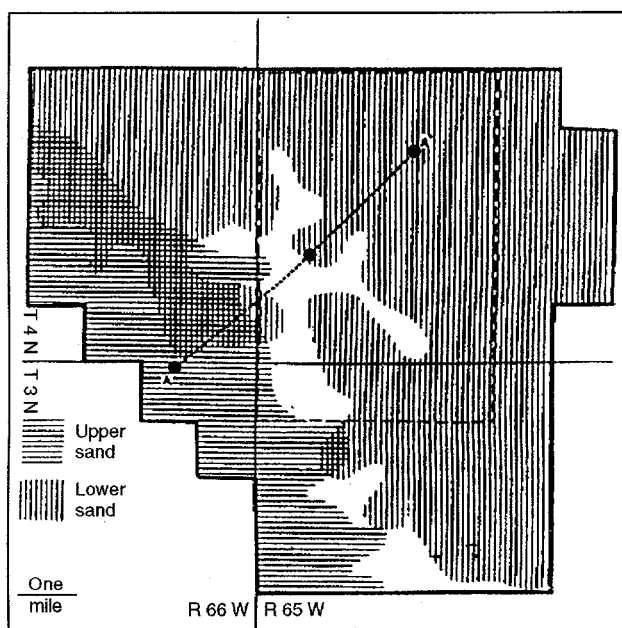 A'
A
T 4 N
T 3 N
Upper
sand
Lower
sand
One
mile
R 66 W
R 65 W